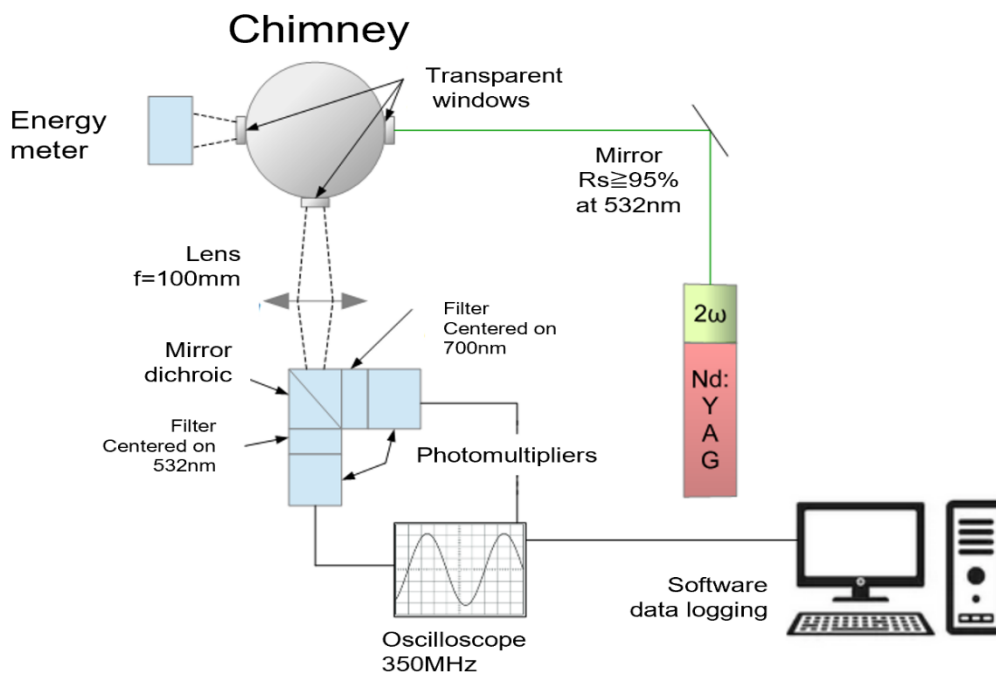 Chimney
Transparent
windows
Energy
meter
Mirror
Rs≧95%
at 532nm
Lens
f=100mm
2ω
Filter
Centered on
700nm
Mirror
dichroic
Nd:
Y
A
G
Filter
Centered on
532nm
Photomultipliers
Software
data logging
Oscilloscope
350MHz